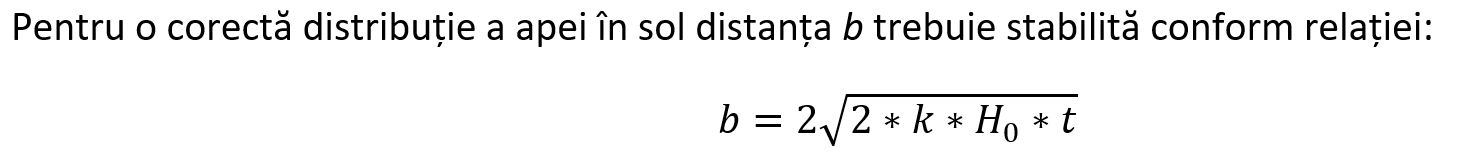 Pentru o corectă distribuție a apei în sol distanța b trebuie stabilită conform relației:
b = 2√2 * k * H₀ * t